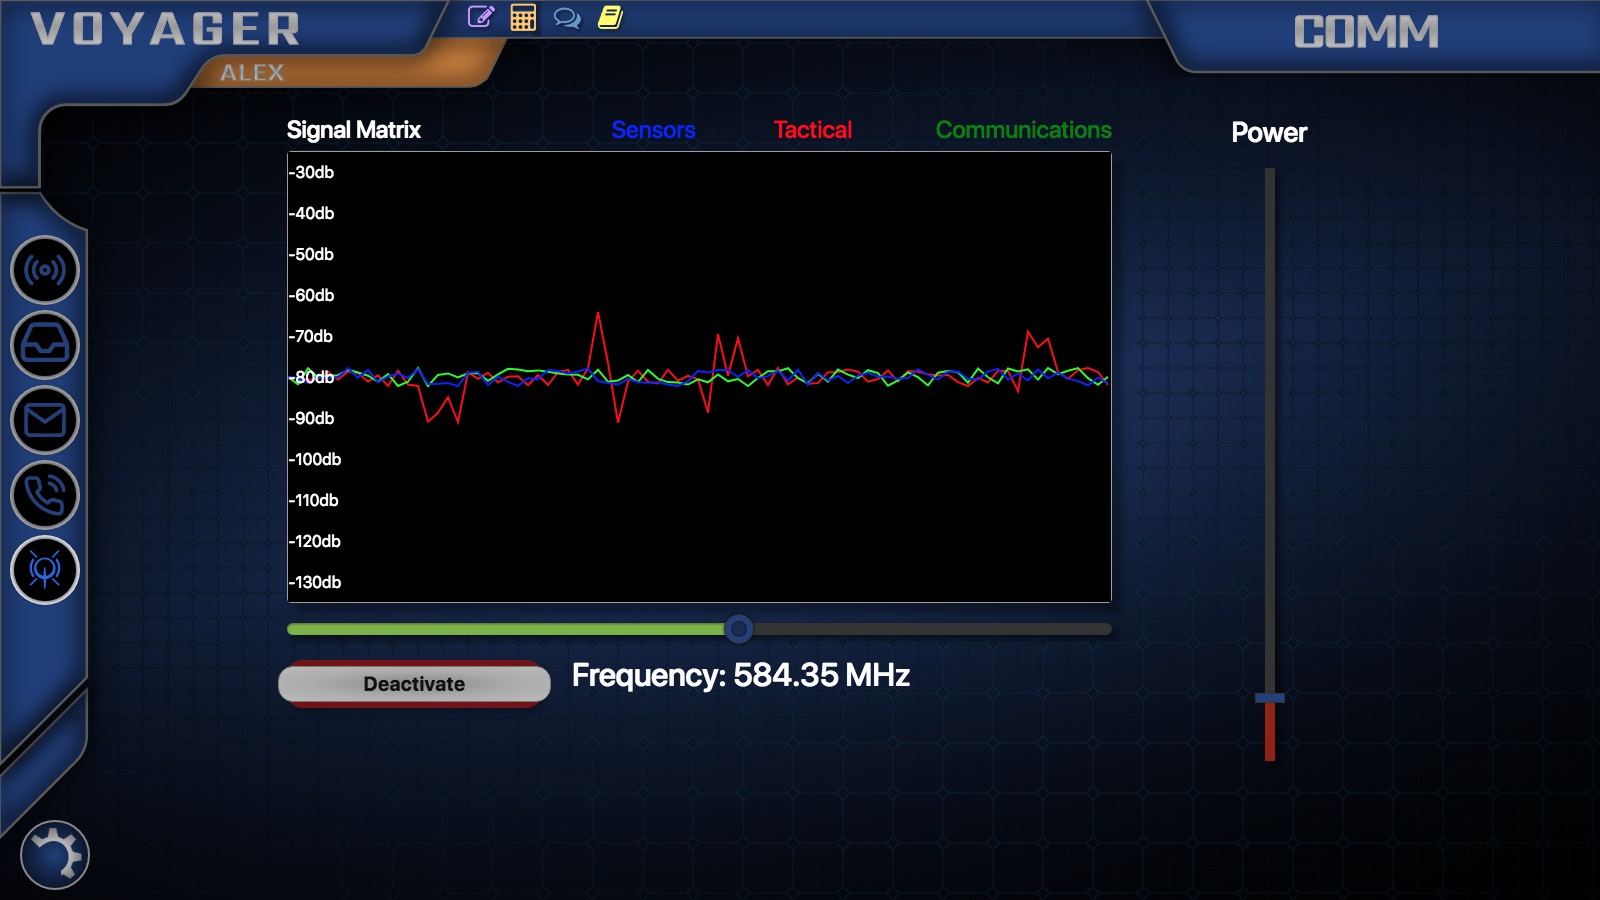 VOYAGER
COMM
ALEX
Signal Matrix Sensors Tactical Communications
Power
-30db
-40db
-50db
-60db
-70db
-80db
-90db
-100db
-110db
-120db
-130db
Deactivate
Frequency: 584.35 MHz